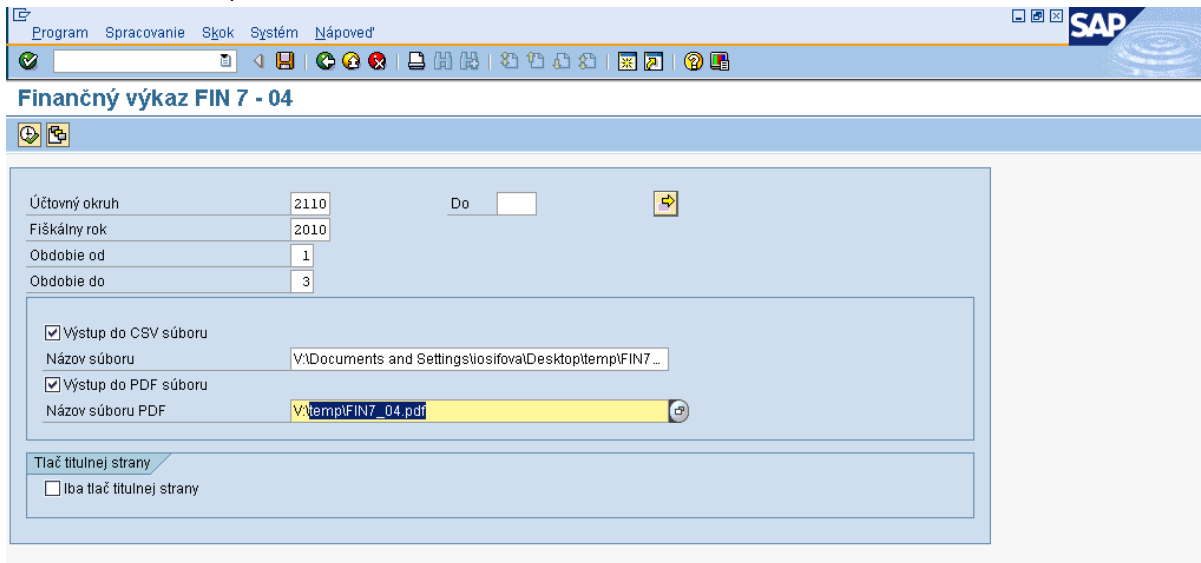 Program Spracovanie Skok Systém Nápoveď
SAP
Finančný výkaz FIN 7 - 04
Účtovný okruh 2110 Do
Fiškálny rok 2010
Obdobie od 1
Obdobie do 3
Výstup do CSV súboru
Názov súboru V:\Documents and Settings\iosifova\Desktop\temp\FIN7...
Výstup do PDF súboru
Názov súboru PDF V:\temp\FIN7_04.pdf
Tlač titulnej strany
Iba tlač titulnej strany